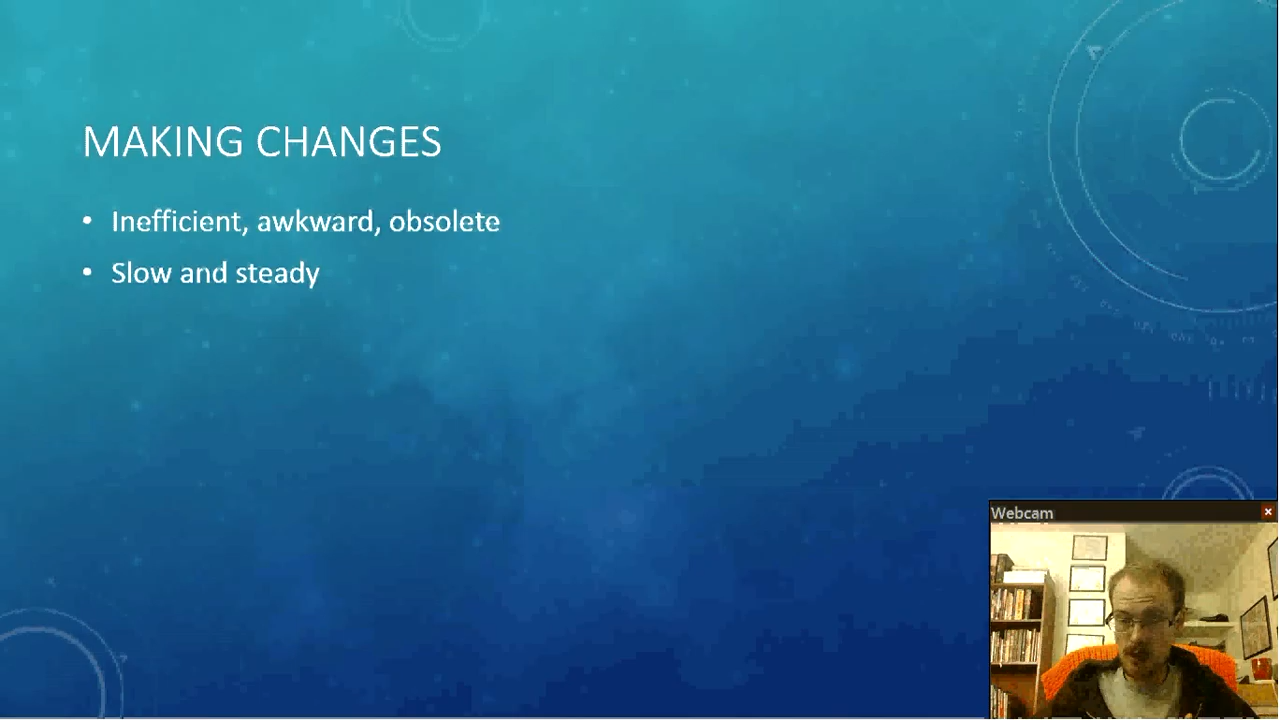 MAKING CHANGES
• Inefficient, awkward, obsolete
• Slow and steady
Webcam